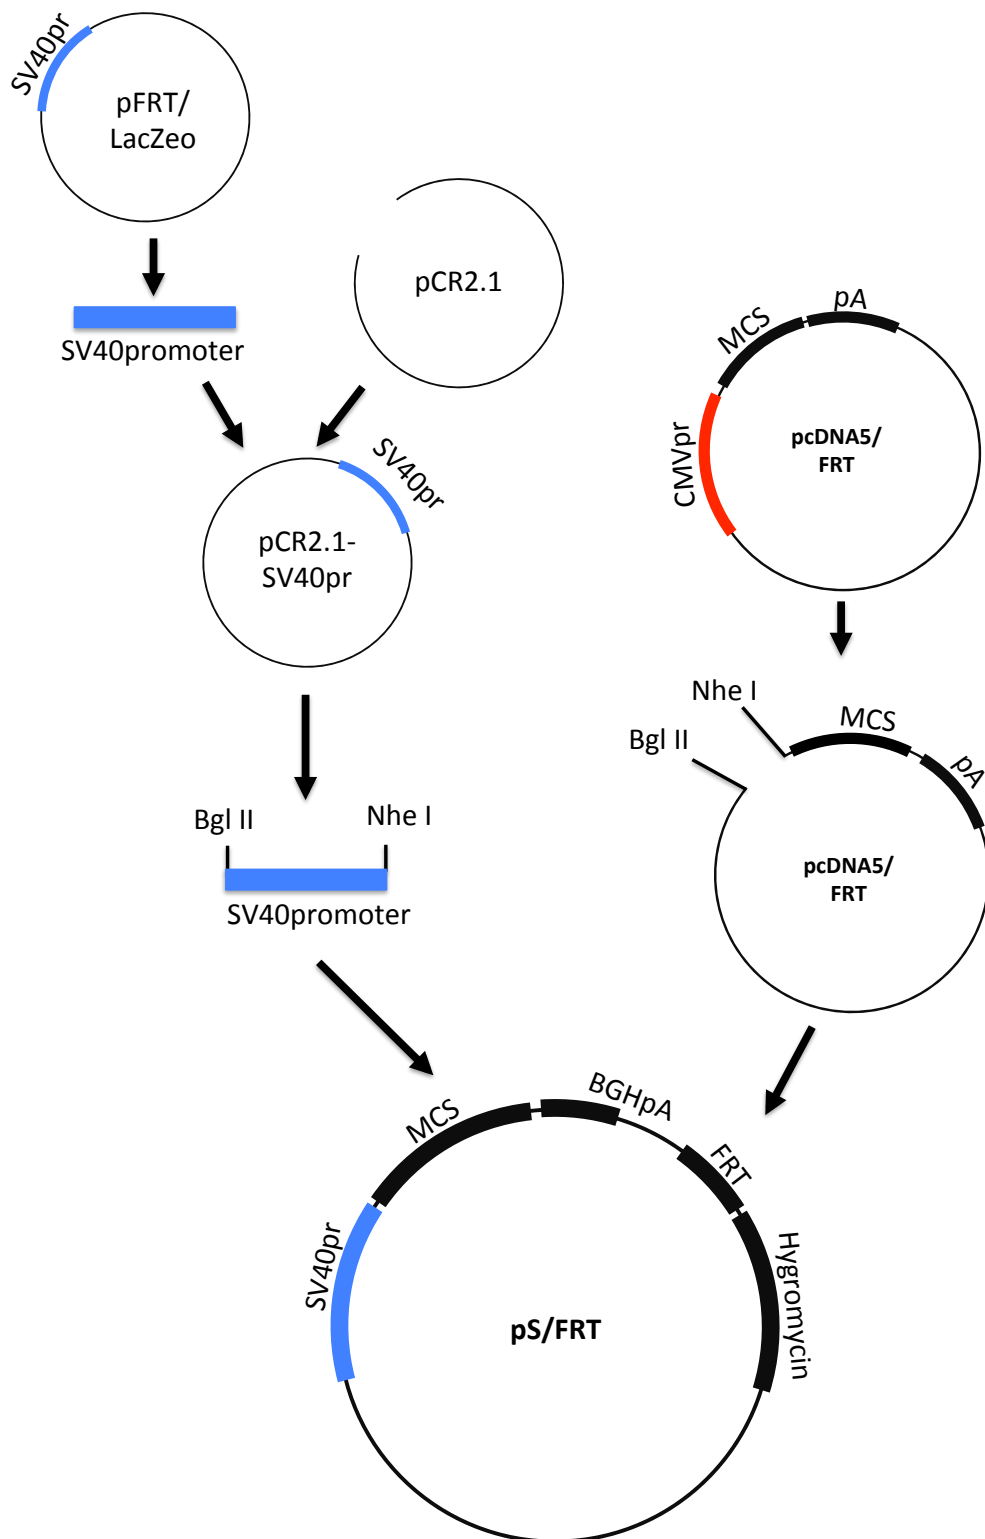 SV40pr
pFRT/
LacZeo
SV40promoter
pCR2.1
SV40pr
pCR2.1-
SV40pr
Bgl II
Nhe I
SV40promoter
pA
MCS
CMVpr
pcDNA5/
FRT
Nhe I
Bgl II
MCS
pA
pcDNA5/
FRT
BGHpA
MCS
FRT
SV40pr
Hygromycin
pS/FRT